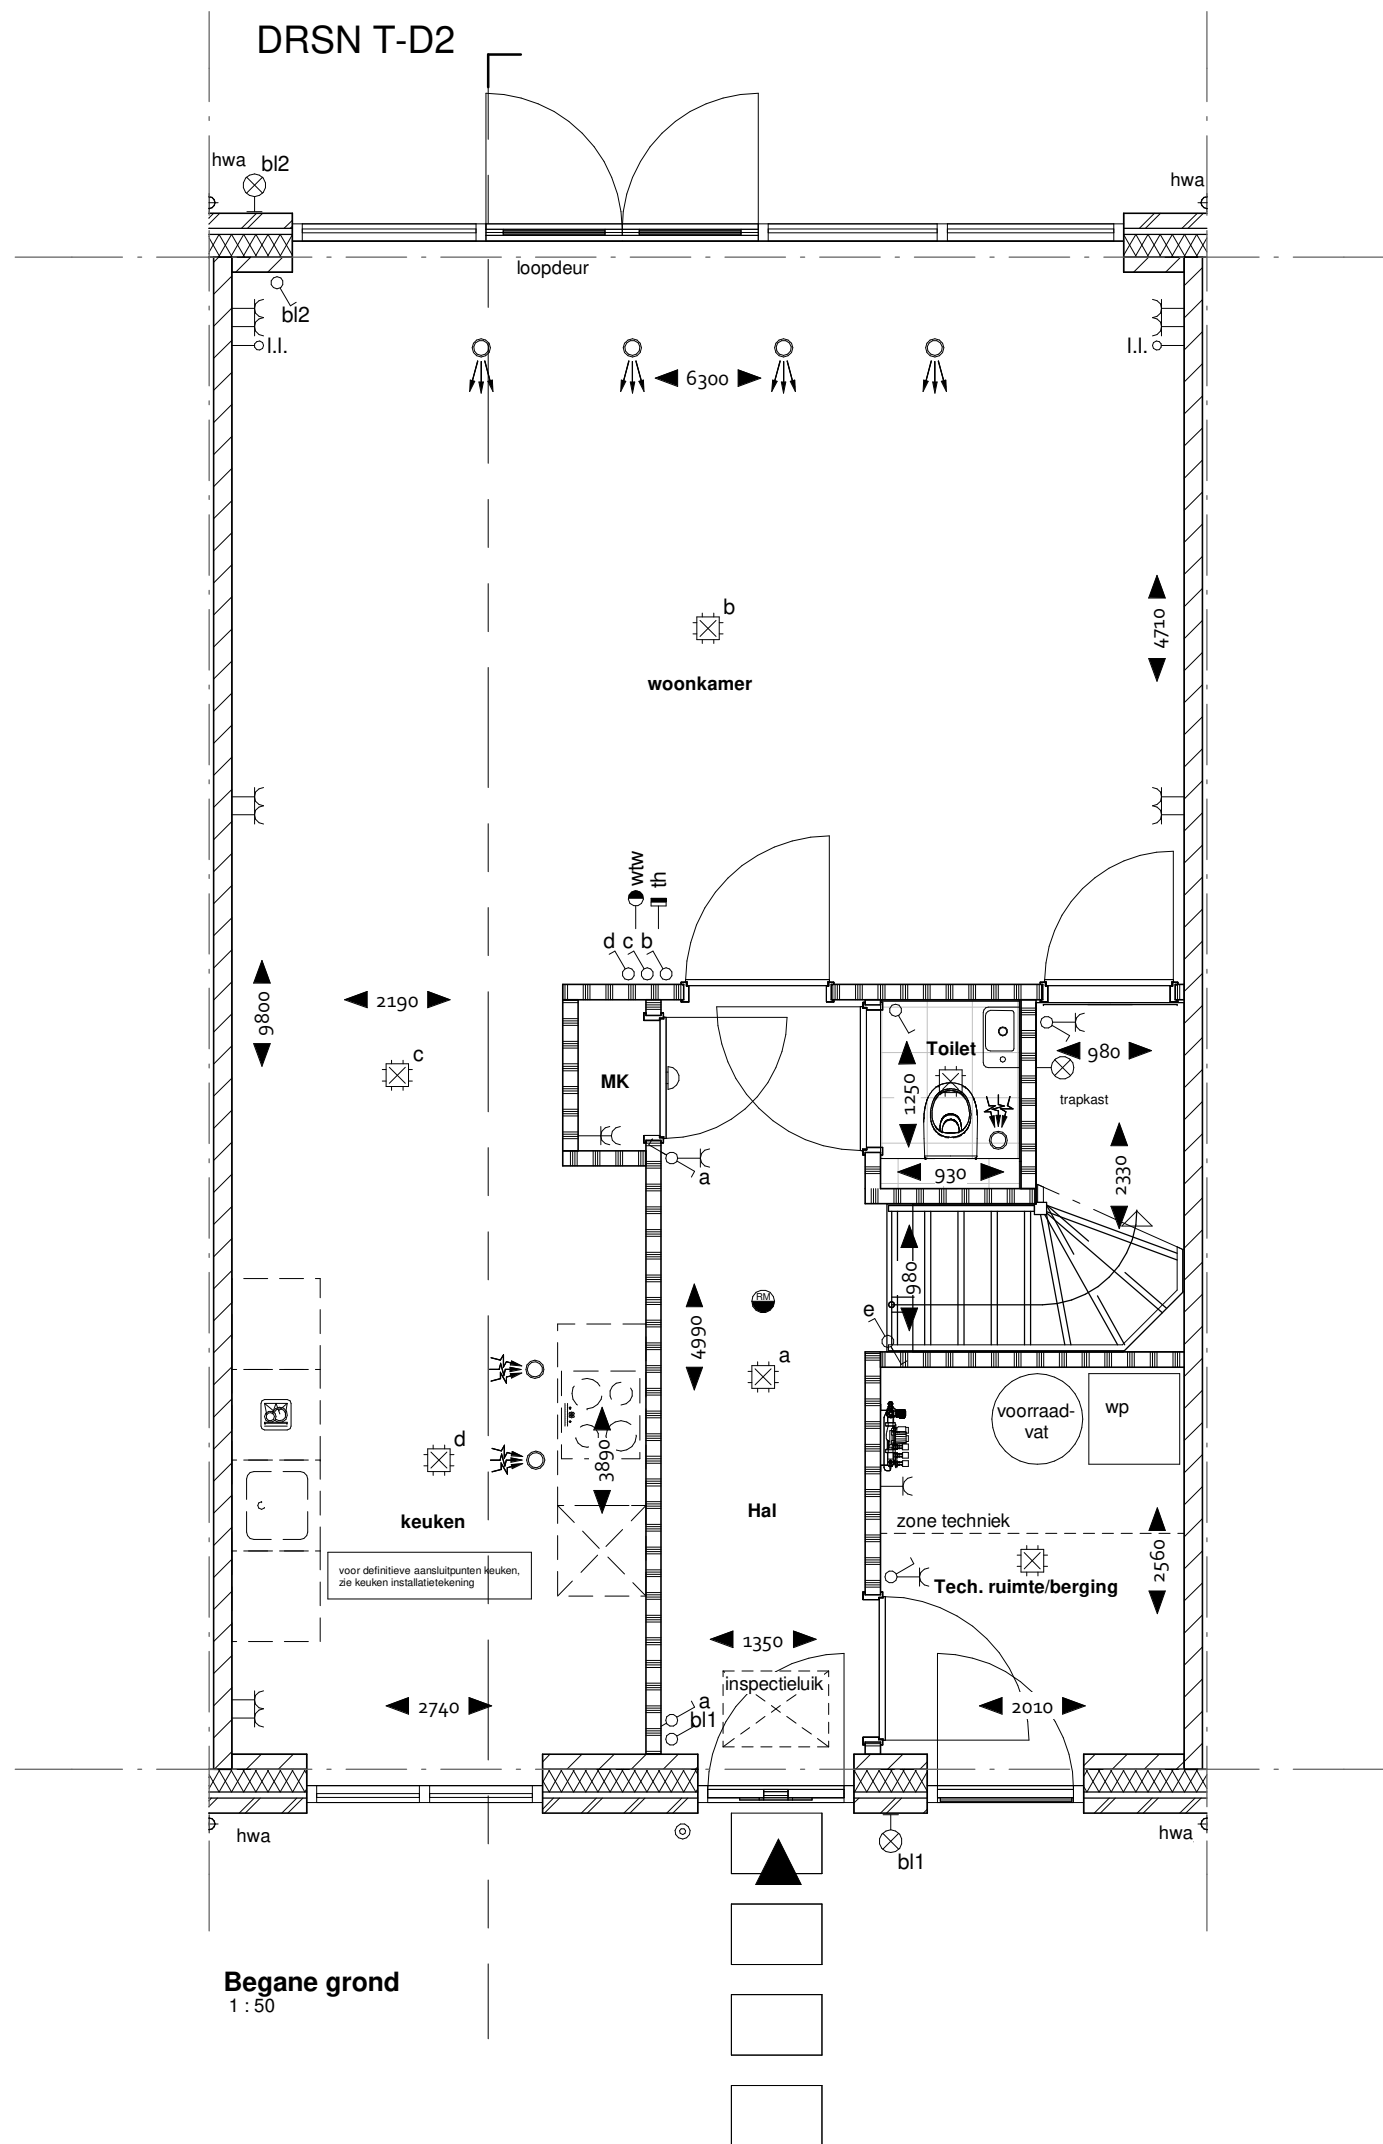 DRSN T-D2
hwa
bl2
hwa
loopdeur
bl2
l.l.
l.l.
6300
b
woonkamer
4710
wtw
th
d
c
b
9800
2190
c
MK
Toilet
1250
980
trapkast
930
2330
a
980
e
RM
4990
a
voorraad-
vat
wp
d
3890
keuken
Hal
zone techniek
voor definitieve aansluitpunten keuken,
zie keuken installatietekening
2560
Tech. ruimte/berging
1350
inspectieluik
a
bl1
2740
2010
hwa
hwa
bl1
Begane grond
1 : 50